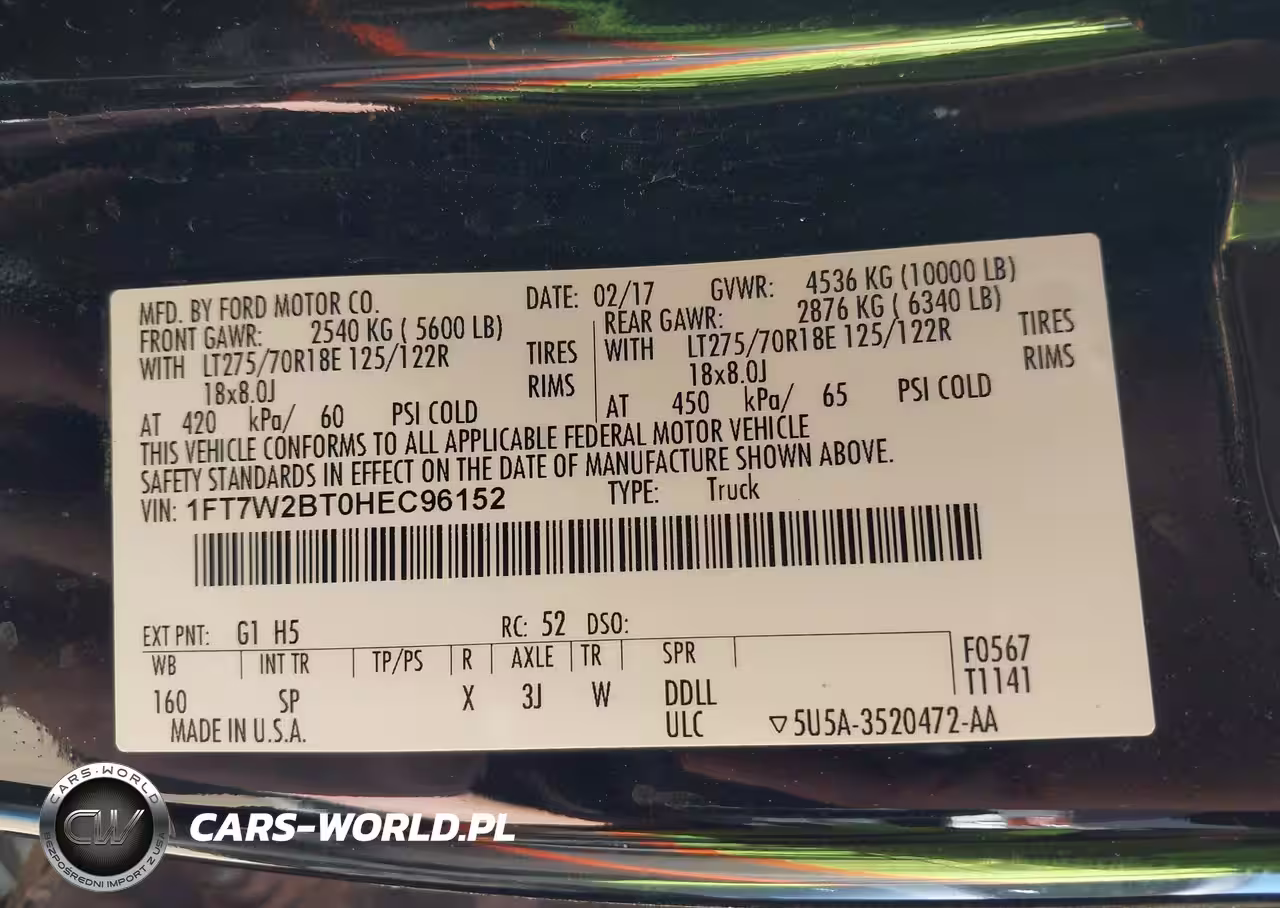 MFD. BY FORD MOTOR CO. DATE: 02/17 GVWR: 4536 KG (10000 LB)
FRONT GAWR: 2540 KG ( 5600 LB) REAR GAWR: 2876 KG ( 6340 LB)
WITH LT275/70R18E 125/122R TIRES WITH LT275/70R18E 125/122R TIRES
18x8.0J RIMS 18x8.0J RIMS
AT 420 kPa/ 60 PSI COLD AT 450 kPa/ 65 PSI COLD
THIS VEHICLE CONFORMS TO ALL APPLICABLE FEDERAL MOTOR VEHICLE
SAFETY STANDARDS IN EFFECT ON THE DATE OF MANUFACTURE SHOWN ABOVE.
VIN: 1FT7W2BT0HEC96152 TYPE: Truck
EXT PNT: G1 H5 RC: 52 DSO:
WB INT TR TP/PS R AXLE TR SPR F0567
160 SP X 3J W DDLL T1141
MADE IN U.S.A. ULC ▽5U5A-3520472-AA
CARS-WORLD
CW
BEZPOŚREDNI IMPORT Z USA
CARS-WORLD.PL